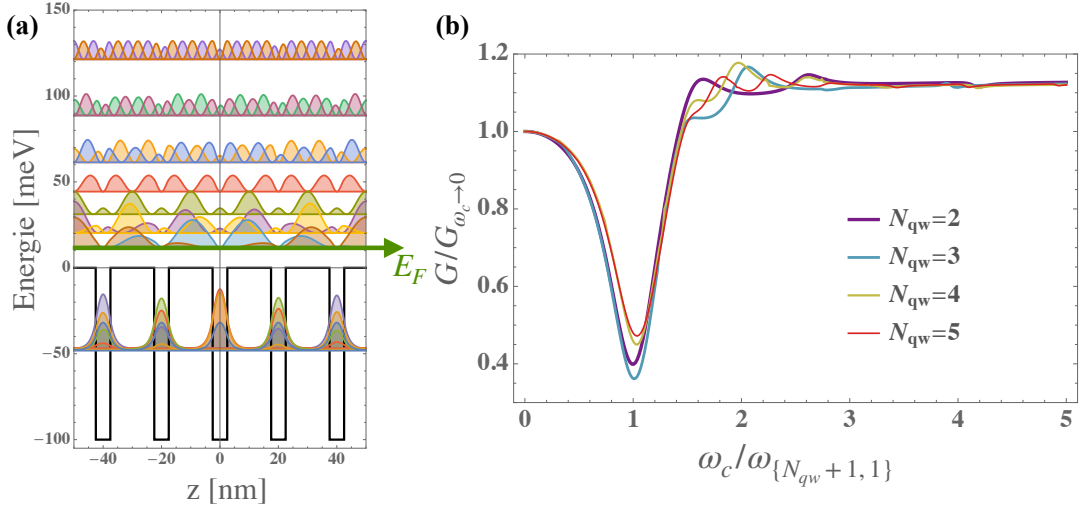 (a)
150
100
50
0
−50
−100
Energie [meV]
−40 −20 0 20 40
z [nm]
E_F
(b)
1.2
1.0
0.8
0.6
0.4
G/G_{ω_c→0}
N_qw=2
N_qw=3
N_qw=4
N_qw=5
0 1 2 3 4 5
ω_c/ω_{N_qw+1,1}